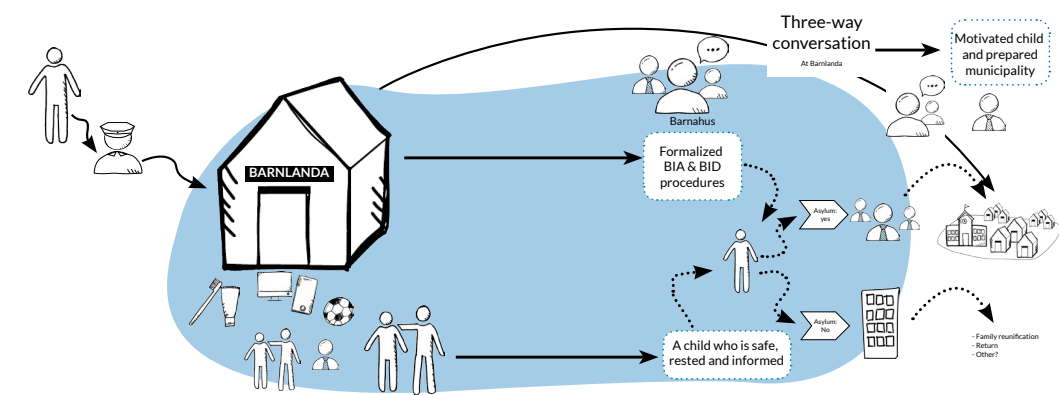 Three-way
conversation
At Barnlanda
Motivated child
and prepared
municipality
...
...
Barnahus
BARNLANDA
Formalized
BIA & BID
procedures
Asylum:
yes
Asylum:
No
A child who is safe,
rested and informed
- Family reunification
- Return
- Other?